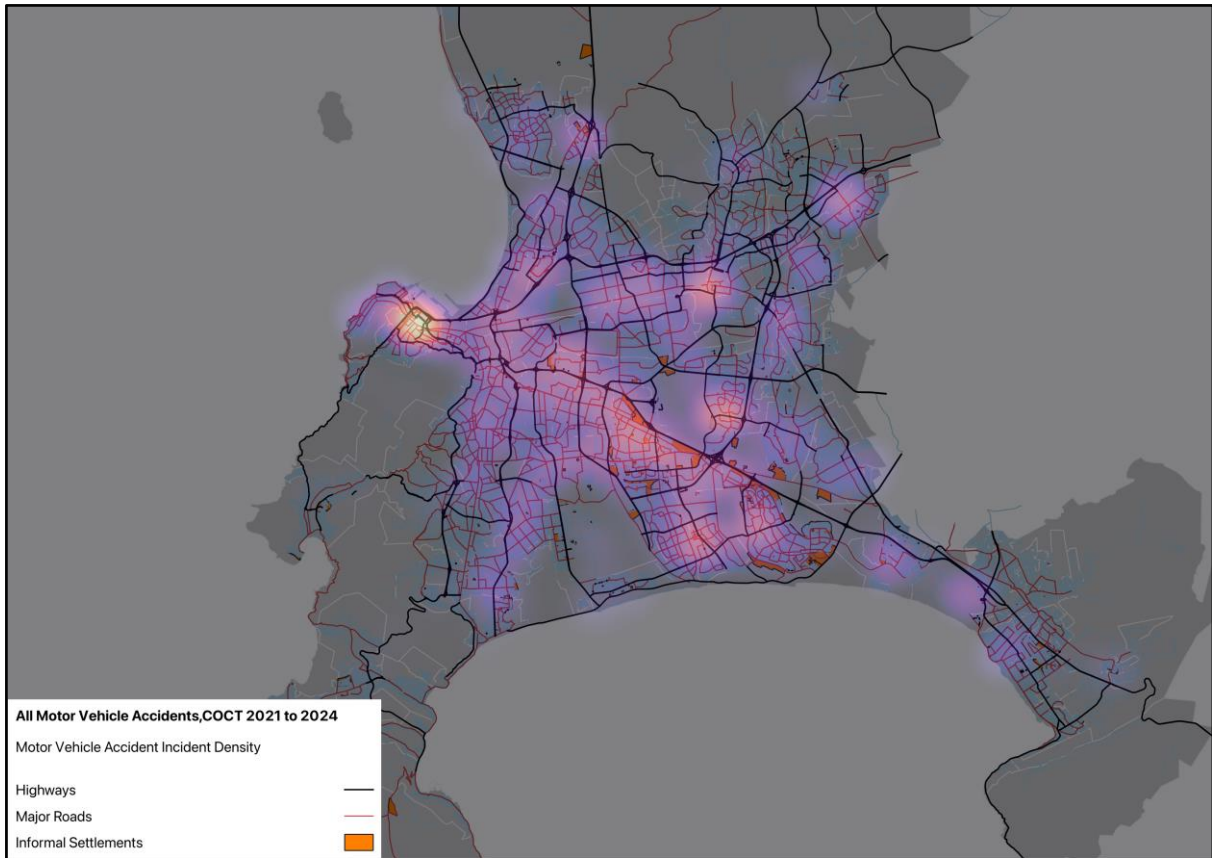 All Motor Vehicle Accidents,COCT 2021 to 2024
Motor Vehicle Accident Incident Density
Highways
Major Roads
Informal Settlements